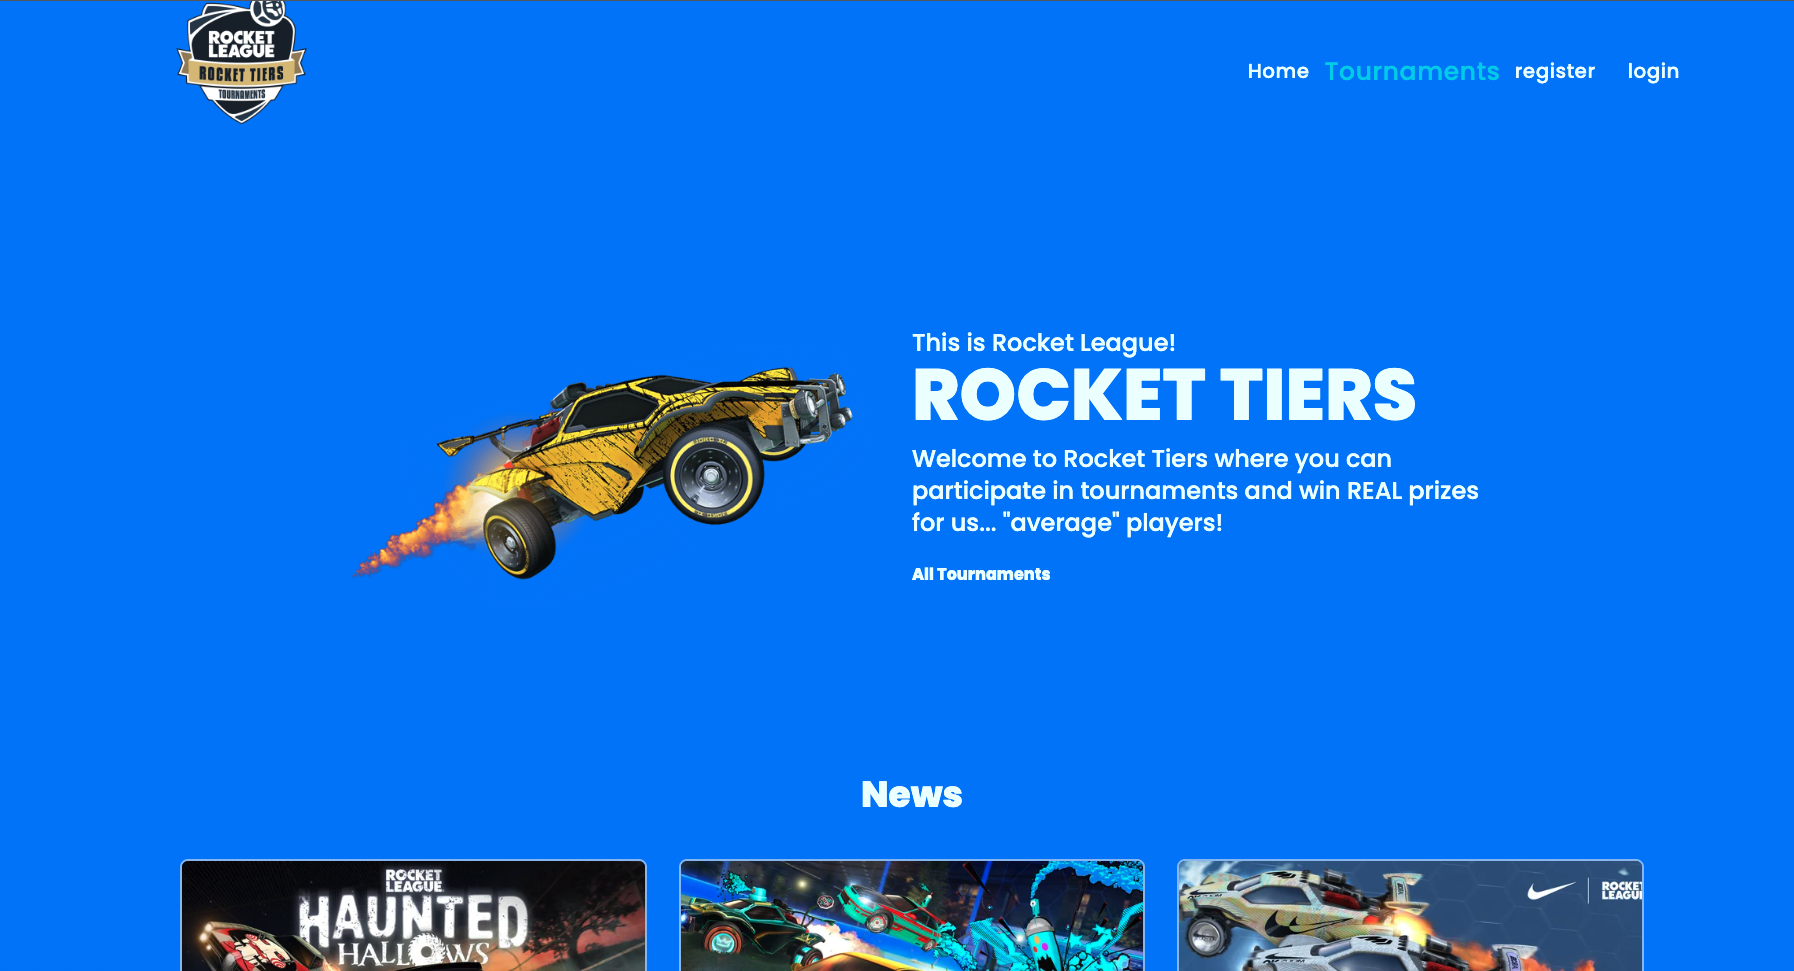 ROCKET
LEAGUE
ROCKET TIERS
TOURNAMENTS
Home Tournaments register login
This is Rocket League!
ROCKET TIERS
Welcome to Rocket Tiers where you can
participate in tournaments and win REAL prizes
for us... "average" players!
All Tournaments
News
ROCKET
LEAGUE
HAUNTED
HALLOWS
ROCKET
LEAGU